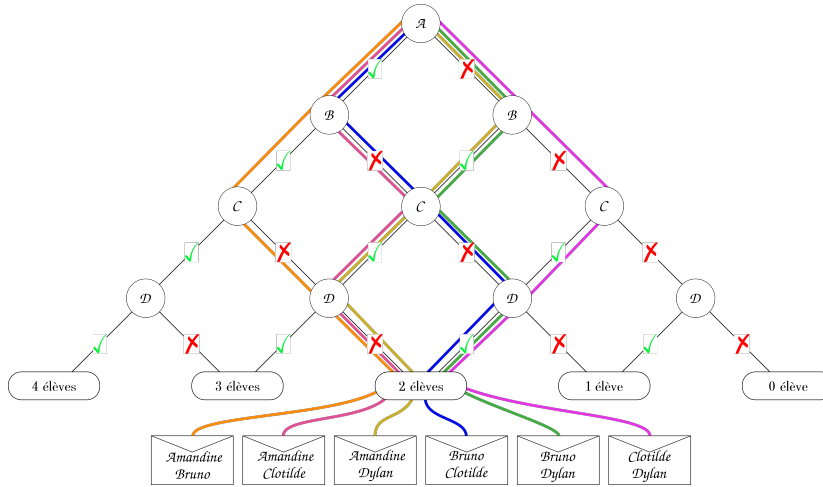 A
B
B
C
C
C
D
D
D
D
4 élèves
3 élèves
2 élèves
1 élève
0 élève
Amandine
Bruno
Amandine
Clotilde
Amandine
Dylan
Bruno
Clotilde
Bruno
Dylan
Clotilde
Dylan